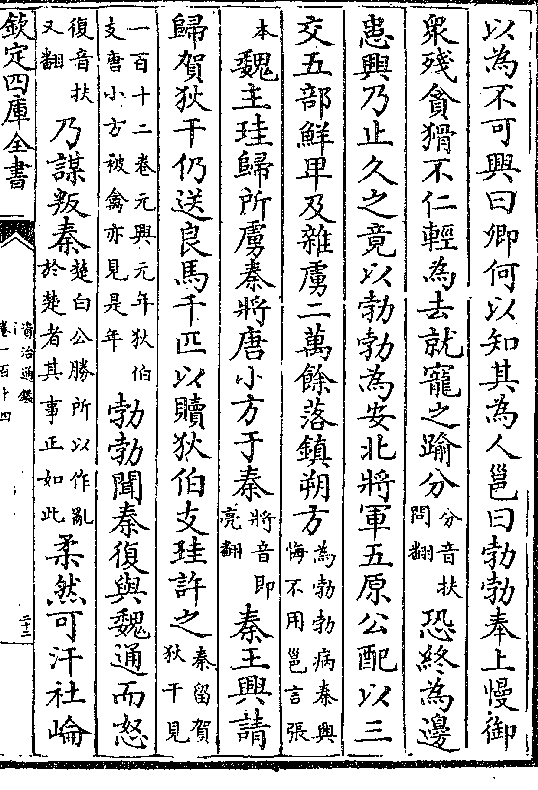 以為不可興曰卿何以知其為人邕曰勃勃奉上慢御
衆殘貪猾不仁輕為去就寵之踰分分音扶問翻恐終為邊
患興乃止久之竟以勃勃為安北將軍五原公配以三
交五部鮮卑及雜虜二萬餘落鎮朔方為勃勃病秦興悔不用邕言張
本魏主珪歸所虜秦將唐小方于秦將音即亮翻秦王興請
歸賀狄干仍送良馬千匹以贖狄伯支珪許之秦留賀狄干見
一百十二卷元興元年狄伯支唐小方被禽亦見是年勃勃聞秦復與魏通而怒
復音扶又翻乃謀叛秦楚白公勝所以作亂於楚者其事正如此柔然可汗社崘
欽定四庫全書
資治通鑑
卷一百十四
二十二